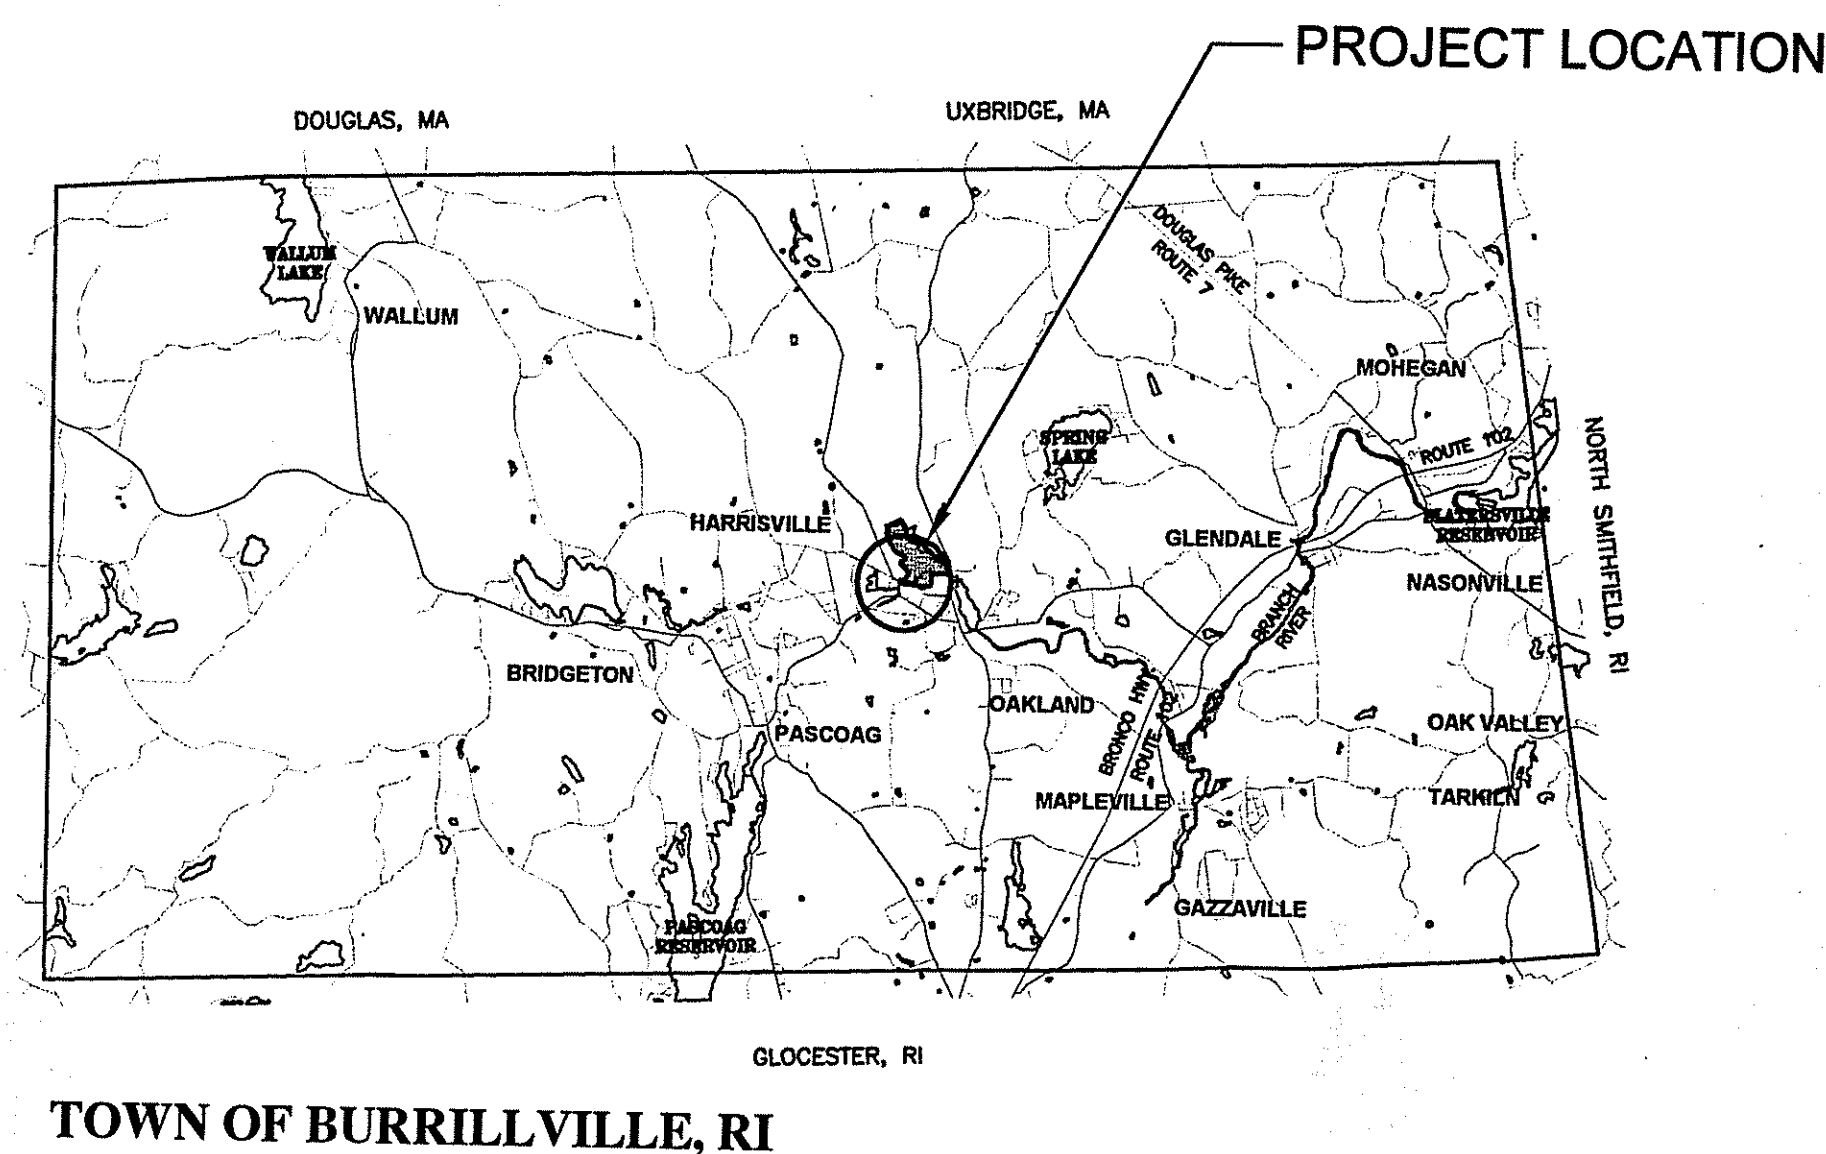 PROJECT LOCATION
DOUGLAS, MA
UXBRIDGE, MA
DOUGLAS PIKE
ROUTE 7
WALLUM
LAKE
WALLUM
MOHEGAN
SPRING
LAKE
ROUTE 102
NORTH SMITHFIELD, RI
HARRISVILLE
GLENDALE
SLATERSVILLE
RESERVOIR
NASONVILLE
BRANCH
RIVER
BRIDGETON
OAKLAND
BRONCO HWY
ROUTE 102
PASCOAG
OAK VALLEY
MAPLEVILLE
TARKILN
GAZZAVILLE
PASCOAG
RESERVOIR
GLOCESTER, RI
TOWN OF BURRILLVILLE, RI